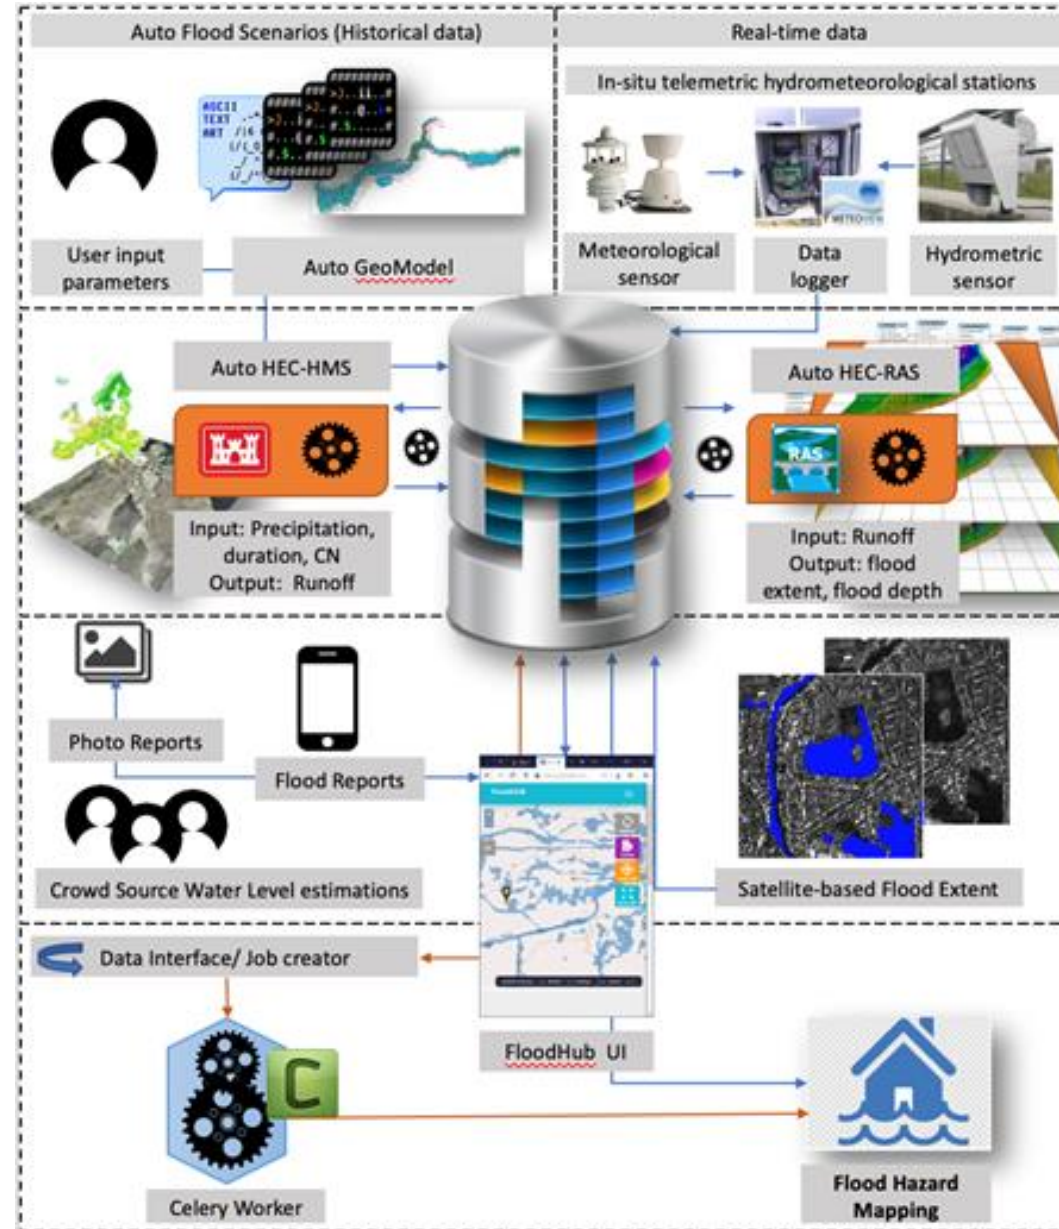 Auto Flood Scenarios (Historical data)
Real-time data
In-situ telemetric hydrometeorological stations
ASCII
TEXT
ART
User input
parameters
Auto GeoModel
Meteorological
sensor
Data
logger
Hydrometric
sensor
Auto HEC-HMS
Input: Precipitation,
duration, CN
Output: Runoff
Auto HEC-RAS
RAS
Input: Runoff
Output: flood
extent, flood depth
Photo Reports
Flood Reports
Crowd Source Water Level estimations
Satellite-based Flood Extent
Data Interface/ Job creator
FloodHub UI
C
Celery Worker
Flood Hazard
Mapping